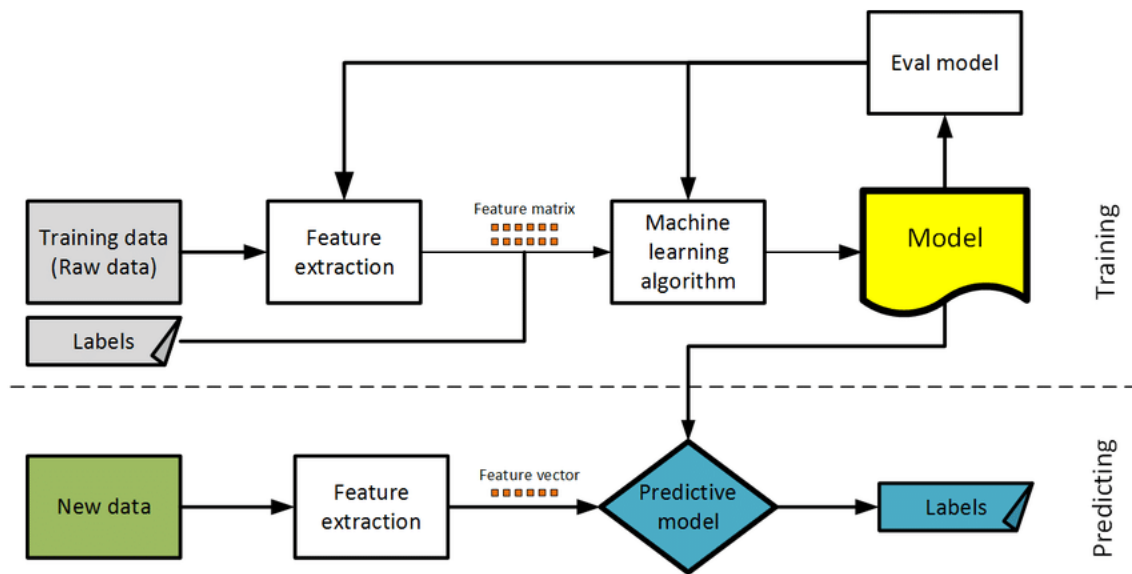 Eval model
Feature matrix
Training data
(Raw data)
Feature
extraction
Machine
learning
algorithm
Model
Training
Labels
Feature vector
New data
Feature
extraction
Predictive
model
Labels
Predicting